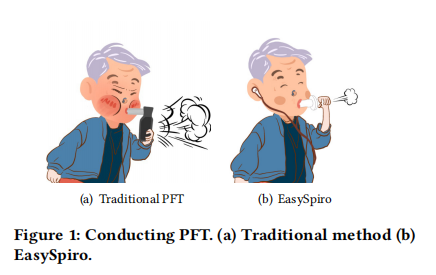 (a) Traditional PFT
(b) EasySpiro
Figure 1: Conducting PFT. (a) Traditional method (b)
EasySpiro.